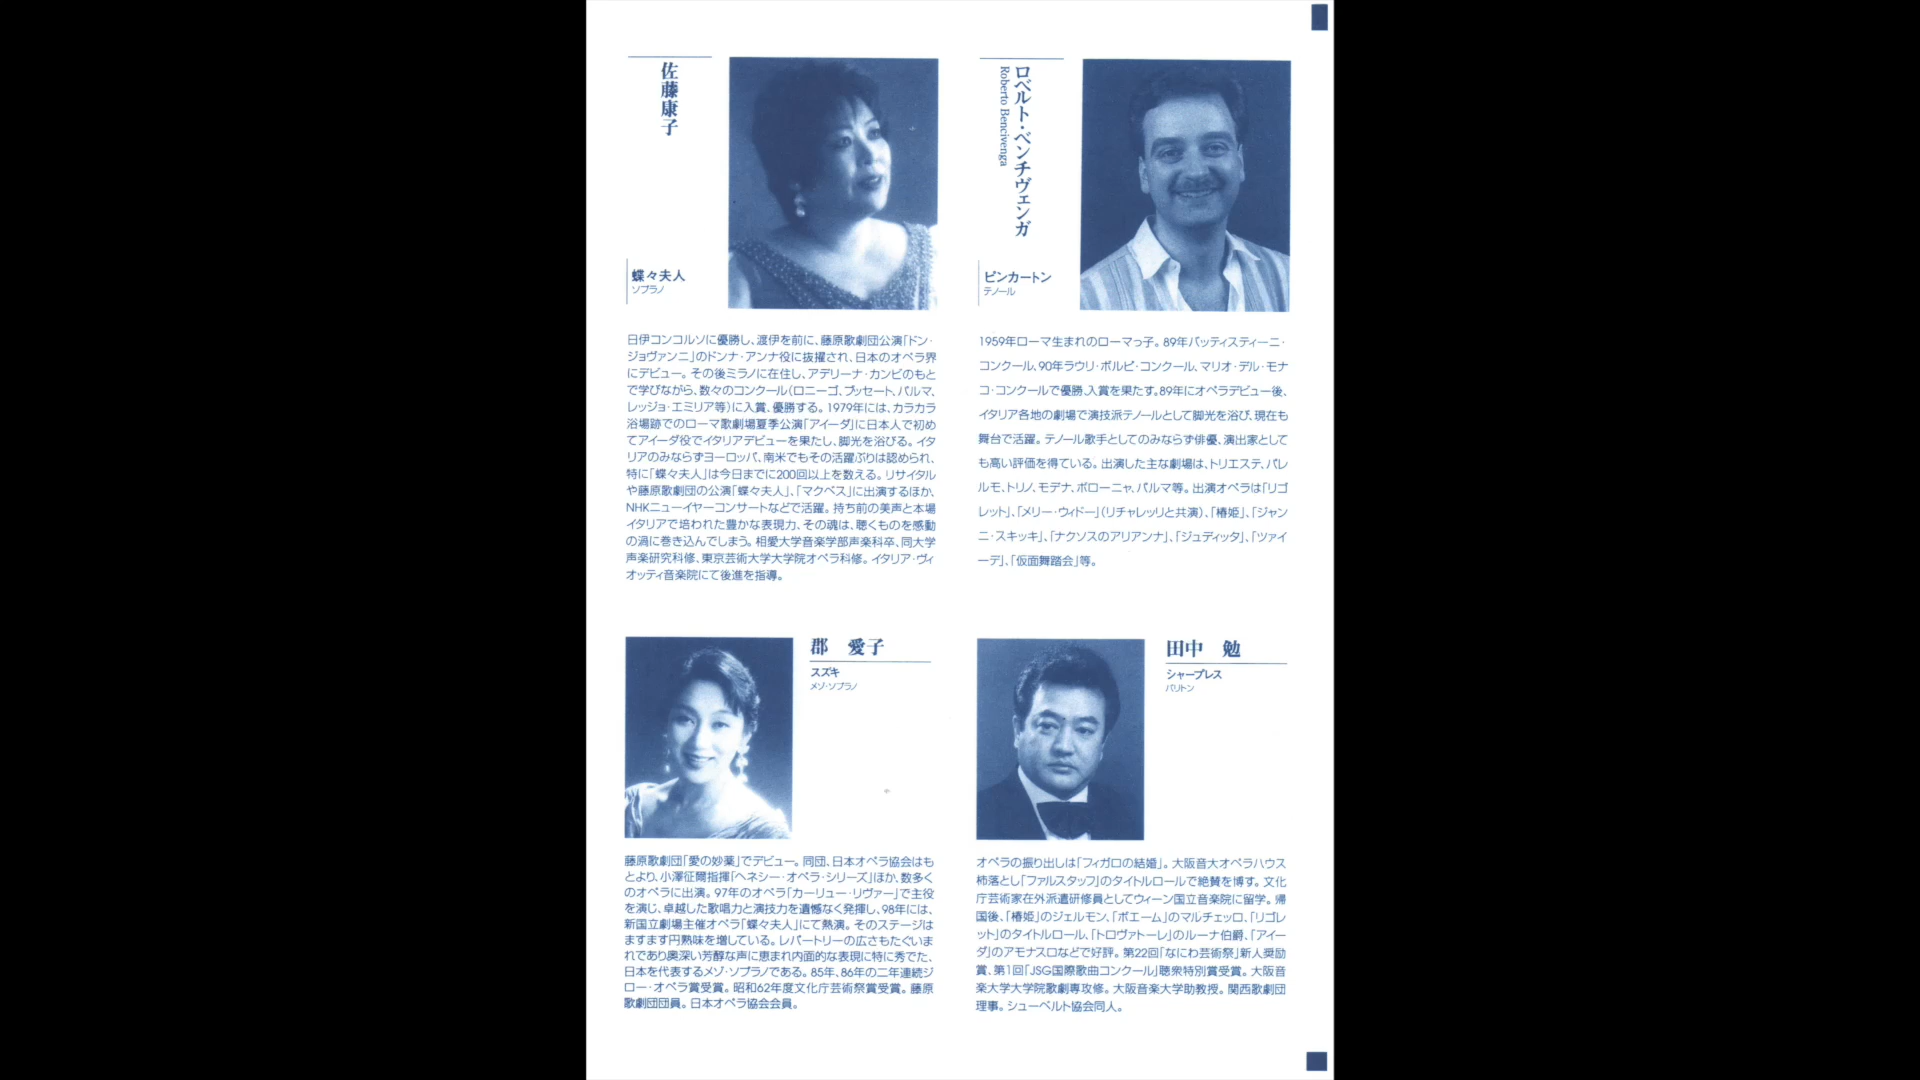 佐藤康子
蝶々夫人
ソプラノ
日伊コンコルソに優勝し、渡伊を前に、藤原歌劇団公演「ドン・
ジョヴァンニ」のドンナ・アンナ役に抜擢され、日本のオペラ界
にデビュー。その後ミラノに在住し、アデリーナ・カンビのもと
で学びながら、数々のコンクール(ロニーゴ、ブッセート、パルマ、
レッジョ・エミリア等)に入賞、優勝する。1979年には、カラカラ
浴場跡でのローマ歌劇場夏季公演「アイーダ」に日本人で初め
てアイーダ役でイタリアデビューを果たし、脚光を浴びる。イタ
リアのみならずヨーロッパ、南米でもその活躍ぶりは認められ、
特に「蝶々夫人」は今日までに200回以上を数える。リサイタル
や藤原歌劇団の公演「蝶々夫人」、「マクベス」に出演するほか、
NHKニューイヤーコンサートなどで活躍。持ち前の美声と本場
イタリアで培われた豊かな表現力、その魂は、聴くものを感動
の渦に巻き込んでしまう。相愛大学音楽学部声楽科卒、同大学
声楽研究科修、東京芸術大学大学院オペラ科修。イタリア・ヴィ
オッティ音楽院にて後進を指導。
ロベルト・ベンチヴェンガ
Roberto Bencivenga
ピンカートン
テノール
1959年ローマ生まれのローマっ子。89年バッティスティーニ・
コンクール、90年ラウリ・ボルピ・コンクール、マリオ・デル・モナ
コ・コンクールで優勝、入賞を果たす。89年にオペラデビュー後、
イタリア各地の劇場で演技派テノールとして脚光を浴び、現在も
舞台で活躍。テノール歌手としてのみならず俳優、演出家として
も高い評価を得ている。出演した主な劇場は、トリエステ、パレ
ルモ、トリノ、モデナ、ボローニャ、パルマ等。出演オペラは「リゴ
レット」、「メリー・ウィドー」(リチャレッリと共演)、「椿姫」、「ジャン
ニ・スキッキ」、「ナクソスのアリアンナ」、「ジュディッタ」、「ツァイ
ーデ」、「仮面舞踏会」等。
郡 愛子
スズキ
メゾ・ソプラノ
藤原歌劇団「愛の妙薬」でデビュー。同団、日本オペラ協会はも
とより、小澤征爾指揮「ヘネシー・オペラ・シリーズ」ほか、数多く
のオペラに出演。97年のオペラ「カーリュー・リヴァー」で主役
を演じ、卓越した歌唱力と演技力を遺憾なく発揮し、98年には、
新国立劇場主催オペラ「蝶々夫人」にて熱演。そのステージは
ますます円熟味を増している。レパートリーの広さもたぐいま
れであり奥深い芳醇な声に恵まれ内面的な表現に特に秀でた、
日本を代表するメゾ・ソプラノである。85年、86年の二年連続ジ
ロー・オペラ賞受賞。昭和62年度文化庁芸術祭賞受賞。藤原
歌劇団団員。日本オペラ協会会員。
田中 勉
シャープレス
バリトン
オペラの振り出しは「フィガロの結婚」。大阪音大オペラハウス
杮落とし「ファルスタッフ」のタイトルロールで絶賛を博す。文化
庁芸術家在外派遣研修員としてウィーン国立音楽院に留学。帰
国後、「椿姫」のジェルモン、「ボエーム」のマルチェッロ、「リゴレ
ット」のタイトルロール、「トロヴァトーレ」のルーナ伯爵、「アイー
ダ」のアモナスロなどで好評。第22回「なにわ芸術祭」新人奨励
賞、第1回「JSG国際歌曲コンクール」聴衆特別賞受賞。大阪音
楽大学大学院歌劇専攻修。大阪音楽大学助教授。関西歌劇団
理事。シューベルト協会同人。